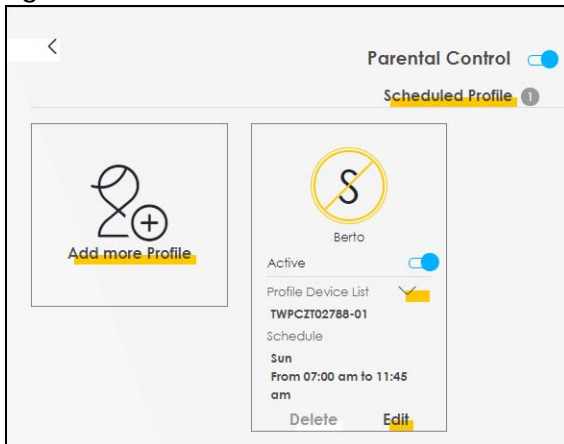 Parental Control
Scheduled Profile 1
Add more Profile
S
Berto
Active
Profile Device List
TWPCZT02788-01
Schedule
Sun
From 07:00 am to 11:45
am
Delete Edit